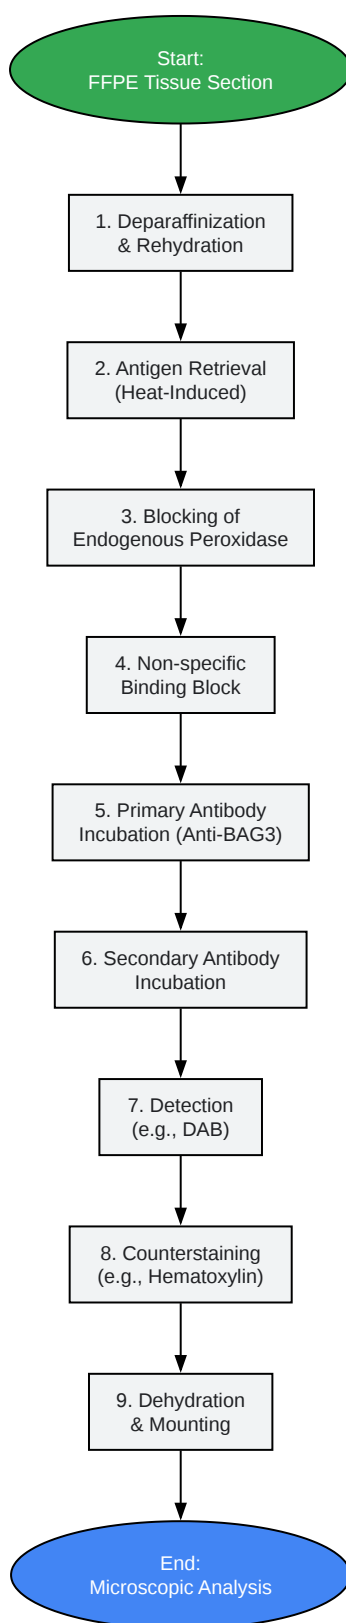 Start:
FFPE Tissue Section
1. Deparaffinization
& Rehydration
2. Antigen Retrieval
(Heat-Induced)
3. Blocking of
Endogenous Peroxidase
4. Non-specific
Binding Block
5. Primary Antibody
Incubation (Anti-BAG3)
6. Secondary Antibody
Incubation
7. Detection
(e.g., DAB)
8. Counterstaining
(e.g., Hematoxylin)
9. Dehydration
& Mounting
End:
Microscopic Analysis